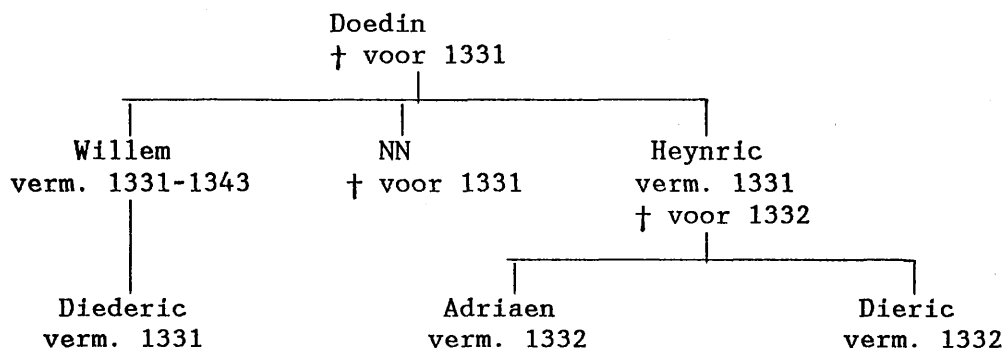 Doedin
† voor 1331
Willem
verm. 1331-1343
NN
† voor 1331
Heynric
verm. 1331
† voor 1332
Diederic
verm. 1331
Adriaen
verm. 1332
Dieric
verm. 1332